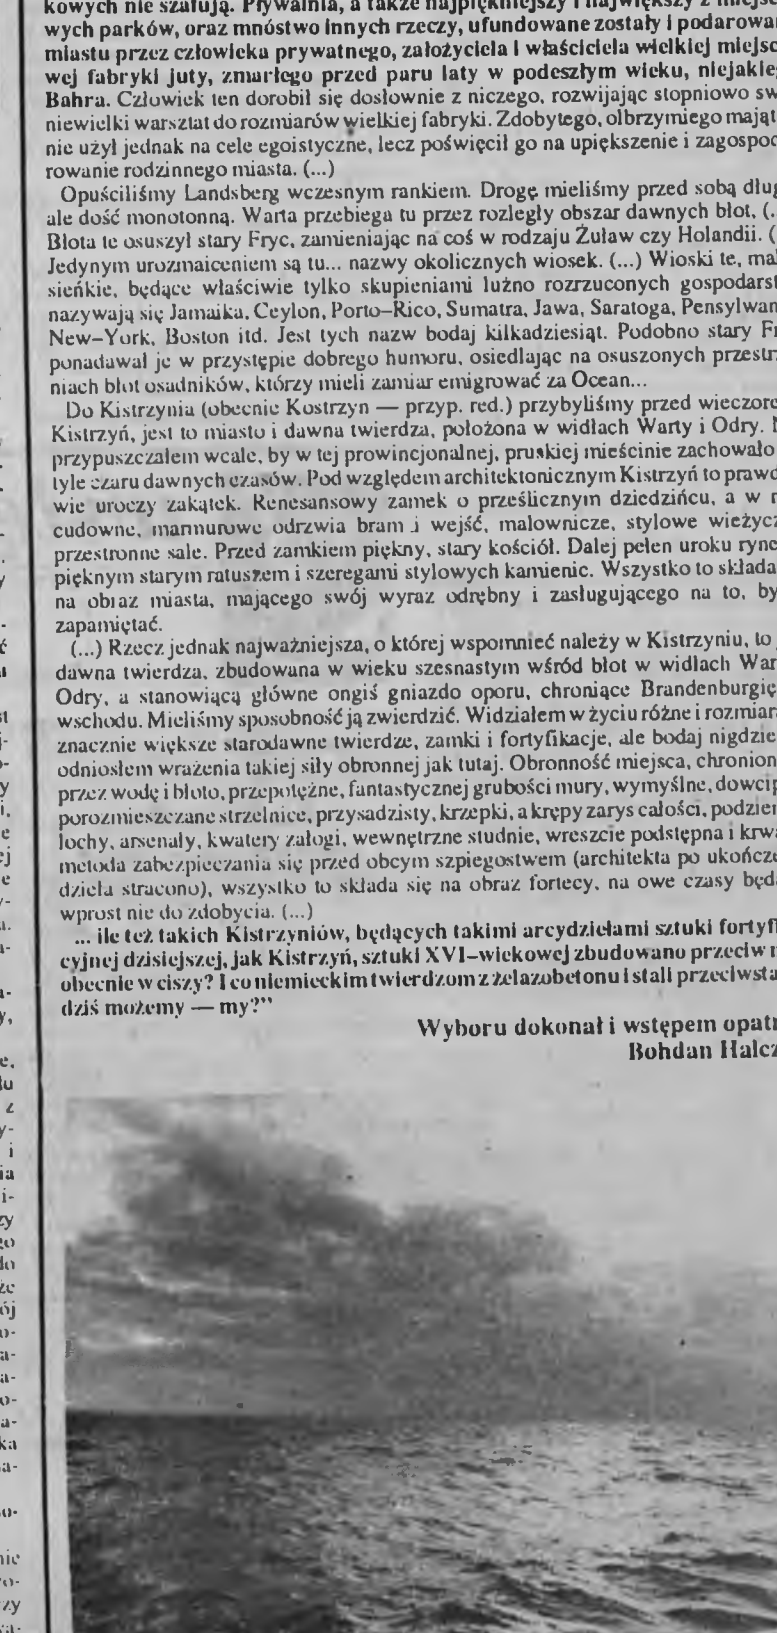 kowych nie szafują. Pływalnia, a także najpiękniejszy i największy z miejsc
wych parków, oraz mnóstwo innych rzeczy, ufundowane zostały i podarowa
miastu przez człowieka prywatnego, założyciela i właściciela wielkiej miejsc
wej fabryki juty, zmarłego przed paru laty w podeszłym wieku, niejakie
Bahra. Człowiek ten dorobił się dosłownie z niczego, rozwijając stopniowo sw
niewielki warsztat do rozmiarów wielkiej fabryki. Zdobytego, olbrzymiego mająt
nie użył jednak na cele egoistyczne, lecz poświęcił go na upiększenie i zagospoc
rowanie rodzinnego miasta. (...)
Opuściliśmy Landsberg wczesnym rankiem. Drogę mieliśmy przed sobą dług
ale dość monotonną. Warta przebiega tu przez rozległy obszar dawnych błot, (.
Błota te osuszył stary Fryc, zamieniając na coś w rodzaju Żuław czy Holandii. (
Jedynym urozmaiceniem są tu... nazwy okolicznych wiosek. (...) Wioski te, mal
sieńkie, będące właściwie tylko skupieniami luźno rozrzuconych gospodarst
nazywają się Jamaika, Ceylon, Porto–Rico, Sumatra, Jawa, Saratoga, Pensylwan
New–York, Boston itd. Jest tych nazw bodaj kilkadziesiąt. Podobno stary Fr
ponadawał je w przystępie dobrego humoru, osiedlając na osuszonych przestrz
niach błot osadników, którzy mieli zamiar emigrować za Ocean...
Do Kistrzynia (obecnie Kostrzyn — przyp. red.) przybyliśmy przed wieczore
Kistrzyń, jest to miasto i dawna twierdza, położona w widłach Warty i Odry. N
przypuszczałem wcale, by w tej prowincjonalnej, pruskiej mieścinie zachowało
tyle czaru dawnych czasów. Pod względem architektonicznym Kistrzyń to prawd
wie uroczy zakątek. Renesansowy zamek o prześlicznym dziedzińcu, a w n
cudowne, marmurowe odrzwia bram i wejść, malownicze, stylowe wieżycz
przestronne sale. Przed zamkiem piękny, stary kościół. Dalej pełen uroku ryne
pięknym starym ratuszem i szeregami stylowych kamienic. Wszystko to składa
na obraz miasta, mającego swój wyraz odrębny i zasługującego na to, by
zapamiętać.
(...) Rzecz jednak najważniejsza, o której wspomnieć należy w Kistrzyniu, to j
dawna twierdza, zbudowana w wieku szesnastym wśród błot w widłach War
Odry, a stanowiącą główne ongiś gniazdo oporu, chroniące Brandenburgię
wschodu. Mieliśmy sposobność ją zwierdzić. Widziałem w życiu różne i rozmiar
znacznie większe starodawne twierdze, zamki i fortyfikacje, ale bodaj nigdzie
odniosłem wrażenia takiej siły obronnej jak tutaj. Obronność miejsca, chronion
przez wodę i błoto, przepotężne, fantastycznej grubości mury, wymyślne, dowcip
porozmieszczane strzelnice, przysadzisty, krzepki, a krępy zarys całości, podzien
lochy, arsenały, kwatery załogi, wewnętrzne studnie, wreszcie podstępna i krwa
metoda zabezpieczania się przed obcym szpiegostwem (architekta po ukończe
dzieła stracono), wszystko to składa się na obraz fortecy, na owe czasy będ
wprost nie do zdobycia. (...)
... ile też takich Kistrzyniów, będących takimi arcydziełami sztuki fortyfi
cyjnej dzisiejszej, jak Kistrzyń, sztuki XVI–wiekowej zbudowano przeciw n
obecnie w ciszy? I co niemieckim twierdzom z żelazobetonu i stali przeciwsta
dziś możemy — my?"
Wyboru dokonał i wstępem opatr
Bohdan Halcz